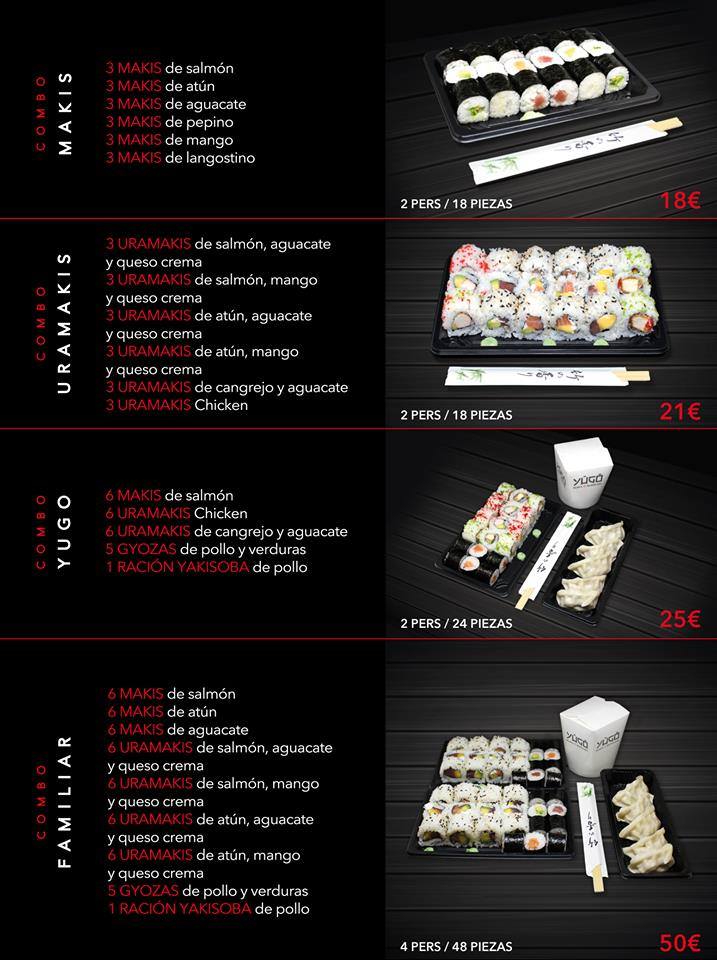 COMBO
MAKIS
3 MAKIS de salmón
3 MAKIS de atún
3 MAKIS de aguacate
3 MAKIS de pepino
3 MAKIS de mango
3 MAKIS de langostino
2 PERS / 18 PIEZAS
18€
COMBO
URAMAKIS
3 URAMAKIS de salmón, aguacate
y queso crema
3 URAMAKIS de salmón, mango
y queso crema
3 URAMAKIS de atún, aguacate
y queso crema
3 URAMAKIS de atún, mango
y queso crema
3 URAMAKIS de cangrejo y aguacate
3 URAMAKIS Chicken
2 PERS / 18 PIEZAS
21€
COMBO
YUGO
6 MAKIS de salmón
6 URAMAKIS Chicken
6 URAMAKIS de cangrejo y aguacate
5 GYOZAS de pollo y verduras
1 RACIÓN YAKISOBA de pollo
YÛGÔ
2 PERS / 24 PIEZAS
25€
COMBO
FAMILIAR
6 MAKIS de salmón
6 MAKIS de atún
6 MAKIS de aguacate
6 URAMAKIS de salmón, aguacate
y queso crema
6 URAMAKIS de salmón, mango
y queso crema
6 URAMAKIS de atún, aguacate
y queso crema
6 URAMAKIS de atún, mango
y queso crema
5 GYOZAS de pollo y verduras
1 RACIÓN YAKISOBA de pollo
YÛGÔ
YÛGÔ
4 PERS / 48 PIEZAS
50€